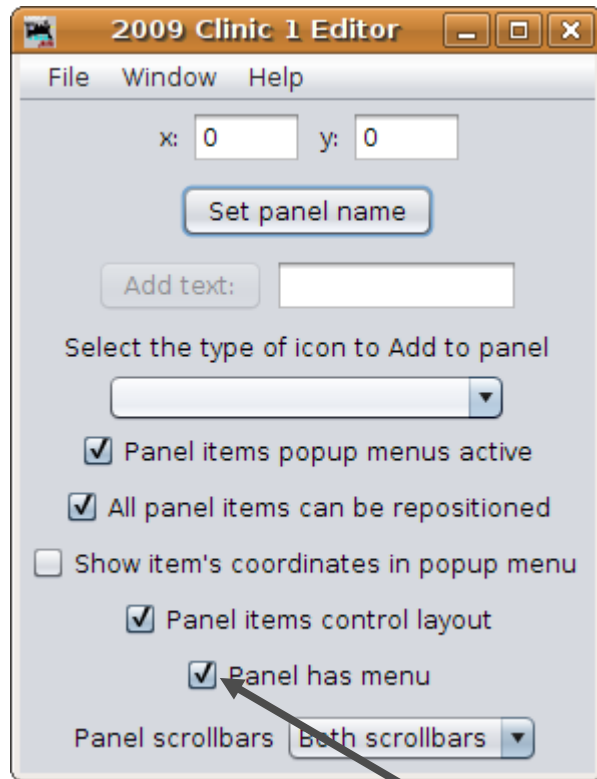 2009 Clinic 1 Editor
File Window Help
x: 0 y: 0
Set panel name
Add text:
Select the type of icon to Add to panel
Panel items popup menus active
All panel items can be repositioned
Show item's coordinates in popup menu
Panel items control layout
Panel has menu
Panel scrollbars Both scrollbars